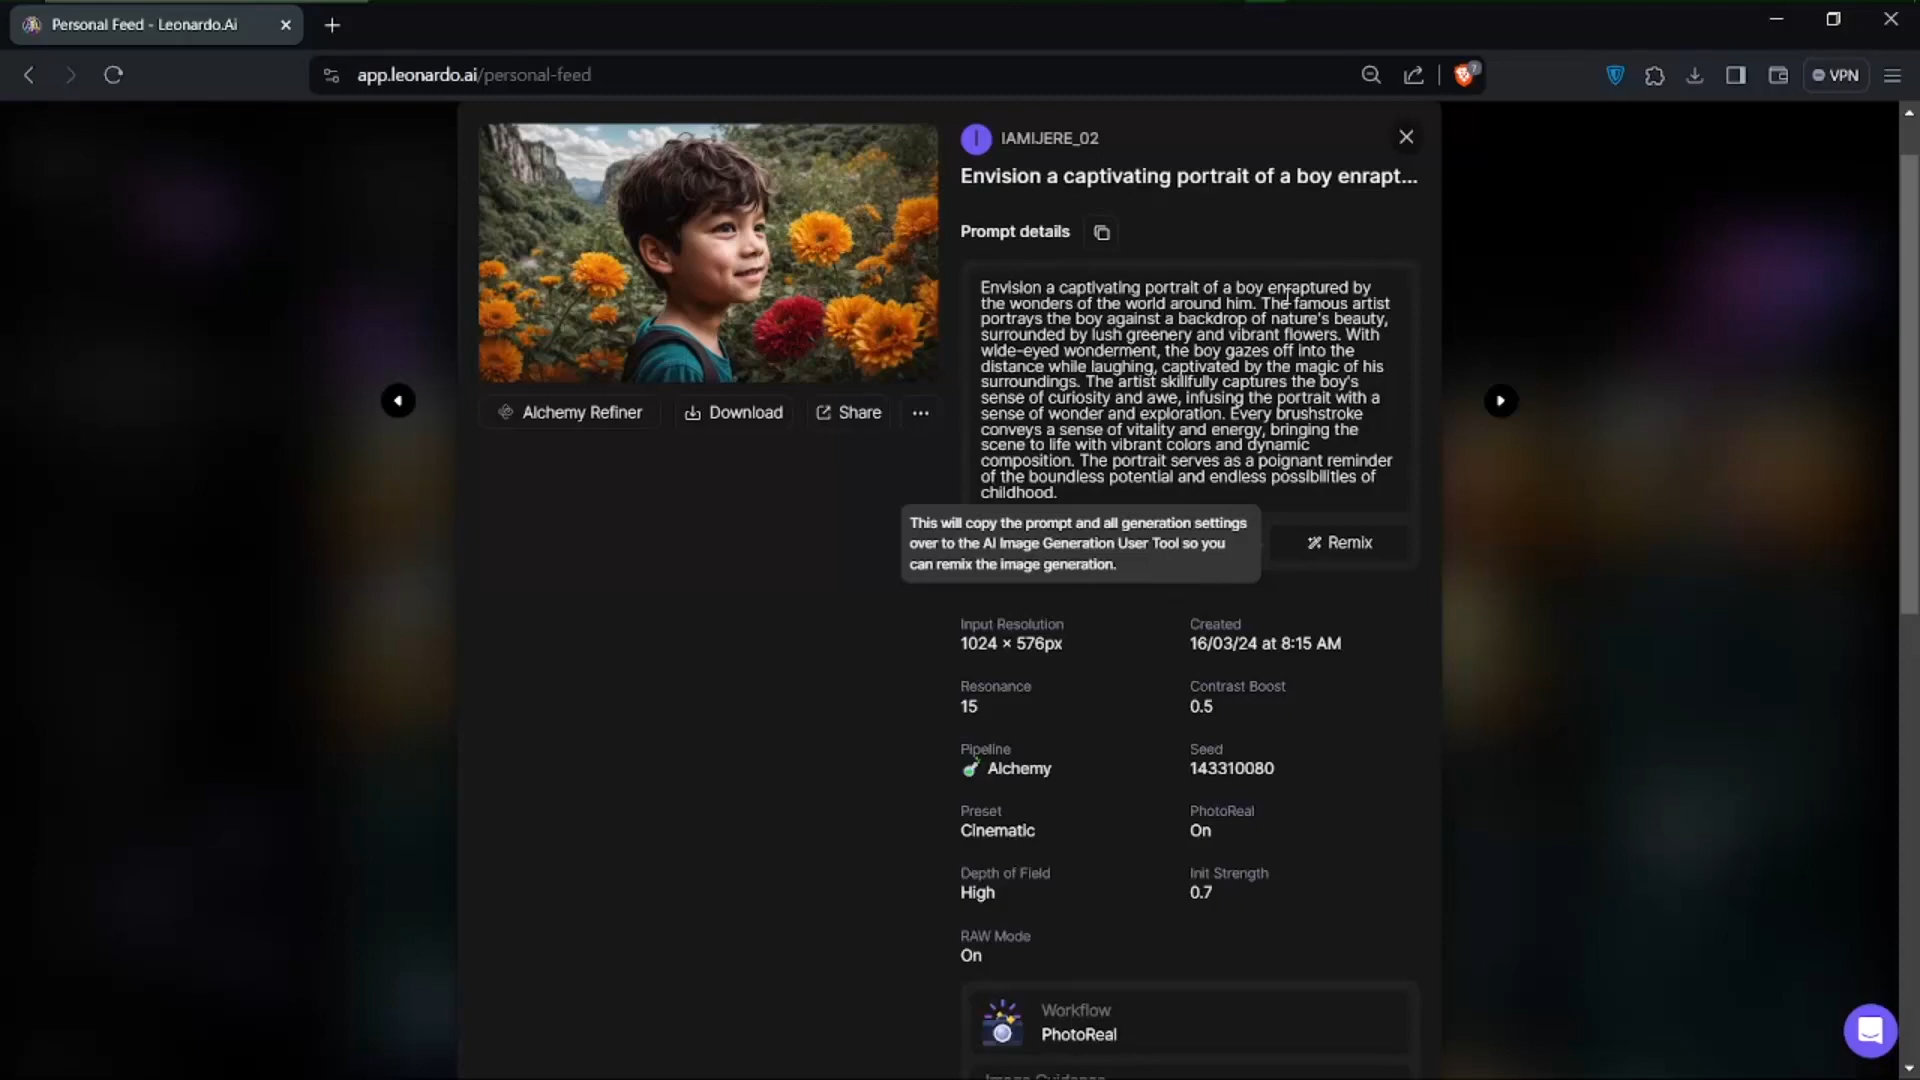 Personal Feed - Leonardo.Ai
app.leonardo.ai/personal-feed
VPN
I IAMIJERE_02
Envision a captivating portrait of a boy enrapt...
Prompt details
Envision a captivating portrait of a boy enraptured by
the wonders of the world around him. The famous artist
portrays the boy against a backdrop of nature's beauty,
surrounded by lush greenery and vibrant flowers. With
wide-eyed wonderment, the boy gazes off into the
distance while laughing, captivated by the magic of his
surroundings. The artist skillfully captures the boy's
sense of curiosity and awe, infusing the portrait with a
sense of wonder and exploration. Every brushstroke
conveys a sense of vitality and energy, bringing the
scene to life with vibrant colors and dynamic
composition. The portrait serves as a poignant reminder
of the boundless potential and endless possibilities of
childhood.
Alchemy Refiner Download Share
This will copy the prompt and all generation settings
over to the AI Image Generation User Tool so you
can remix the image generation.
Remix
Input Resolution
1024 × 576px
Created
16/03/24 at 8:15 AM
Resonance
15
Contrast Boost
0.5
Pipeline
Alchemy
Seed
143310080
Preset
Cinematic
PhotoReal
On
Depth of Field
High
Init Strength
0.7
RAW Mode
On
Workflow
PhotoReal
Image Guidance